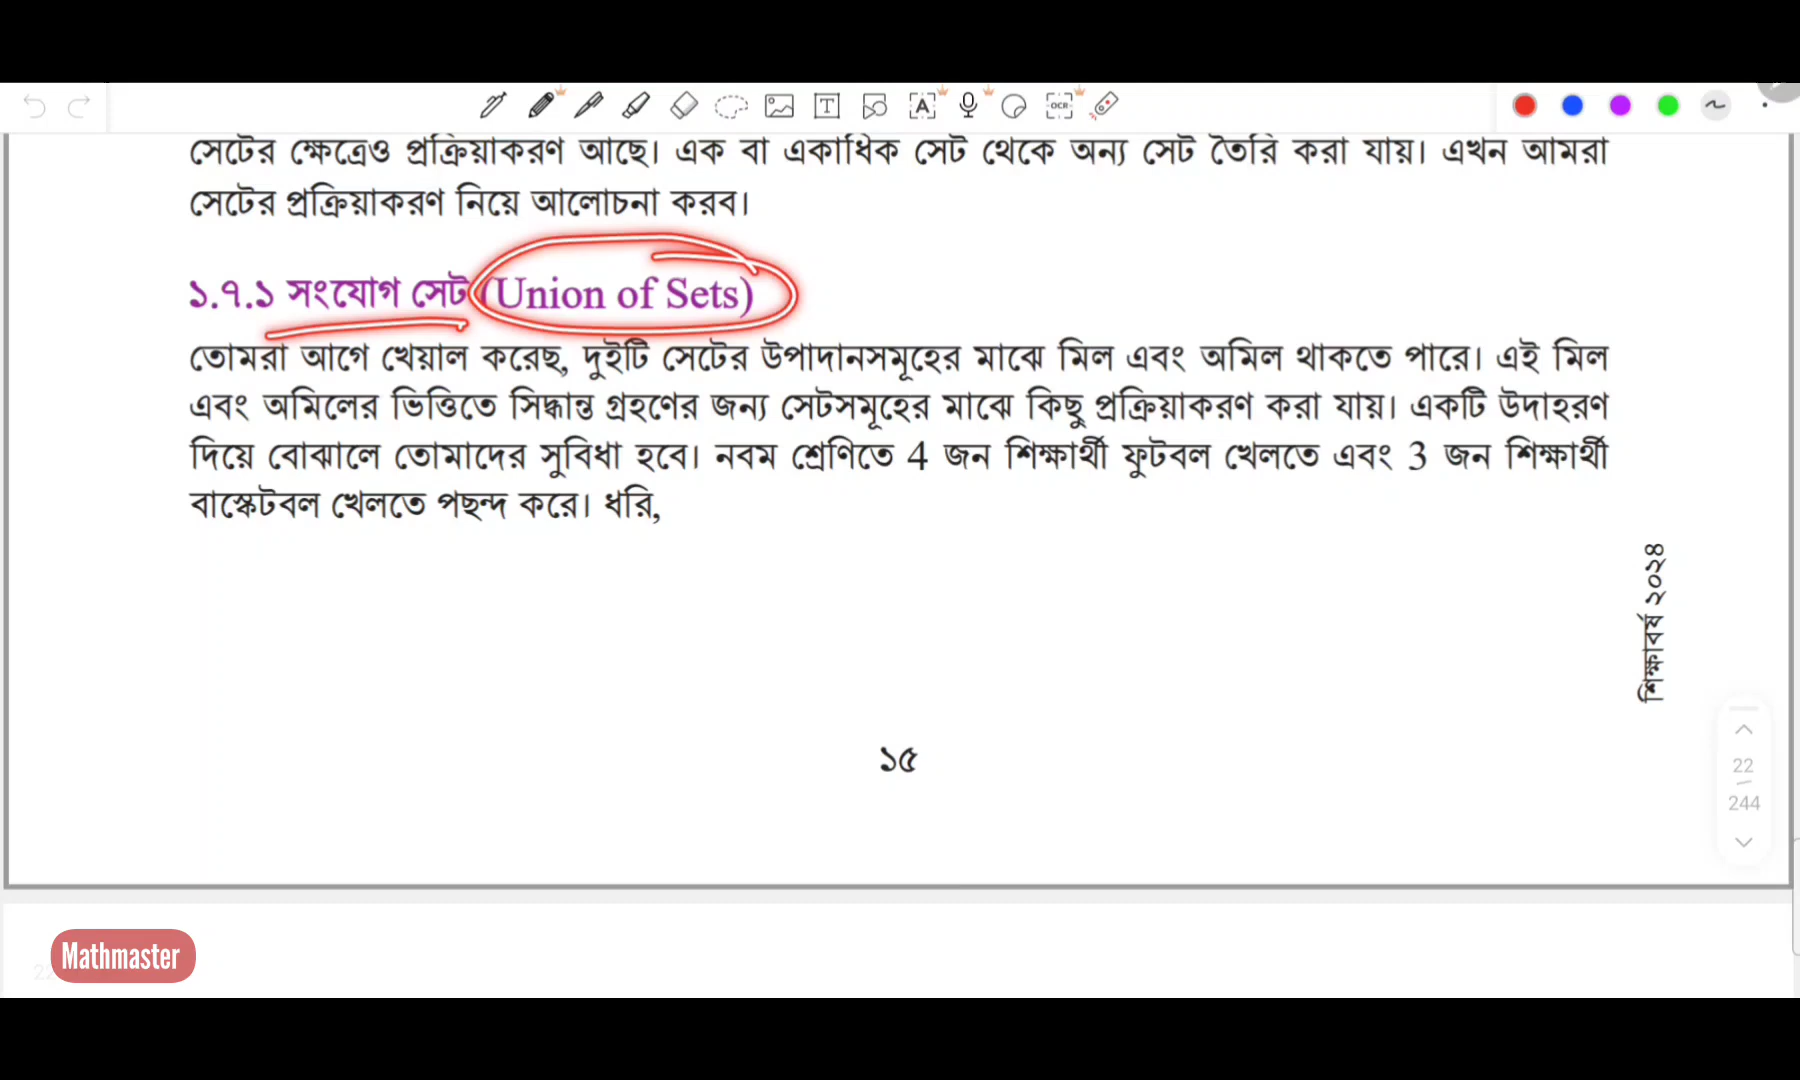 সেটের ক্ষেত্রেও প্রক্রিয়াকরণ আছে। এক বা একাধিক সেট থেকে অন্য সেট তৈরি করা যায়। এখন আমরা
সেটের প্রক্রিয়াকরণ নিয়ে আলোচনা করব।
১.৭.১ সংযোগ সেট (Union of Sets)
তোমরা আগে খেয়াল করেছ, দুইটি সেটের উপাদানসমূহের মাঝে মিল এবং অমিল থাকতে পারে। এই মিল
এবং অমিলের ভিত্তিতে সিদ্ধান্ত গ্রহণের জন্য সেটসমূহের মাঝে কিছু প্রক্রিয়াকরণ করা যায়। একটি উদাহরণ
দিয়ে বোঝালে তোমাদের সুবিধা হবে। নবম শ্রেণিতে 4 জন শিক্ষার্থী ফুটবল খেলতে এবং 3 জন শিক্ষার্থী
বাস্কেটবল খেলতে পছন্দ করে। ধরি,
শিক্ষাবর্ষ ২০২৪
১৫
22
244
Mathmaster